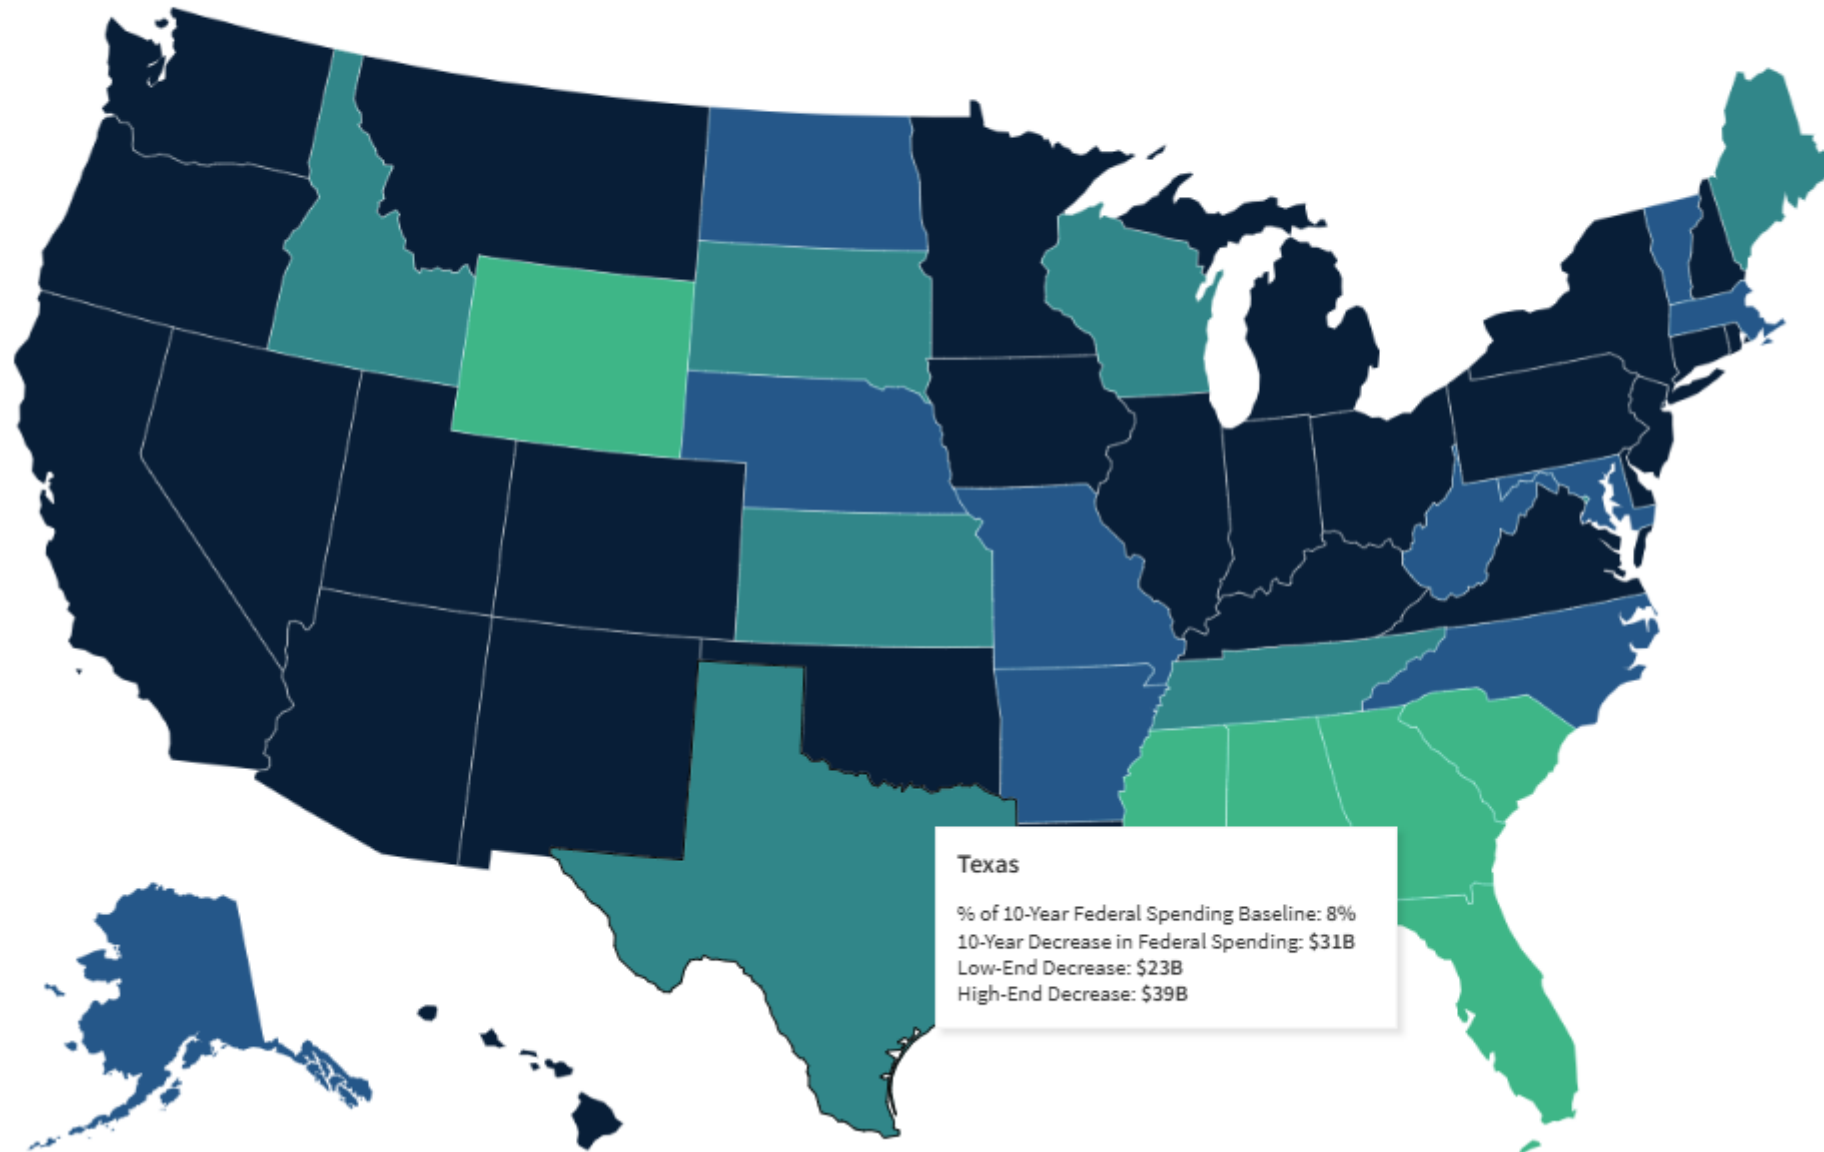 Texas
% of 10-Year Federal Spending Baseline: 8%
10-Year Decrease in Federal Spending: $31B
Low-End Decrease: $23B
High-End Decrease: $39B